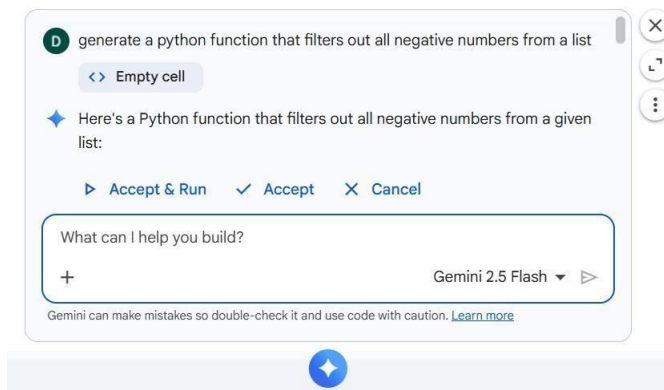 D
generate a python function that filters out all negative numbers from a list
<> Empty cell
Here's a Python function that filters out all negative numbers from a given
list:
Accept & Run Accept Cancel
What can I help you build?
+ Gemini 2.5 Flash
Gemini can make mistakes so double-check it and use code with caution. Learn more